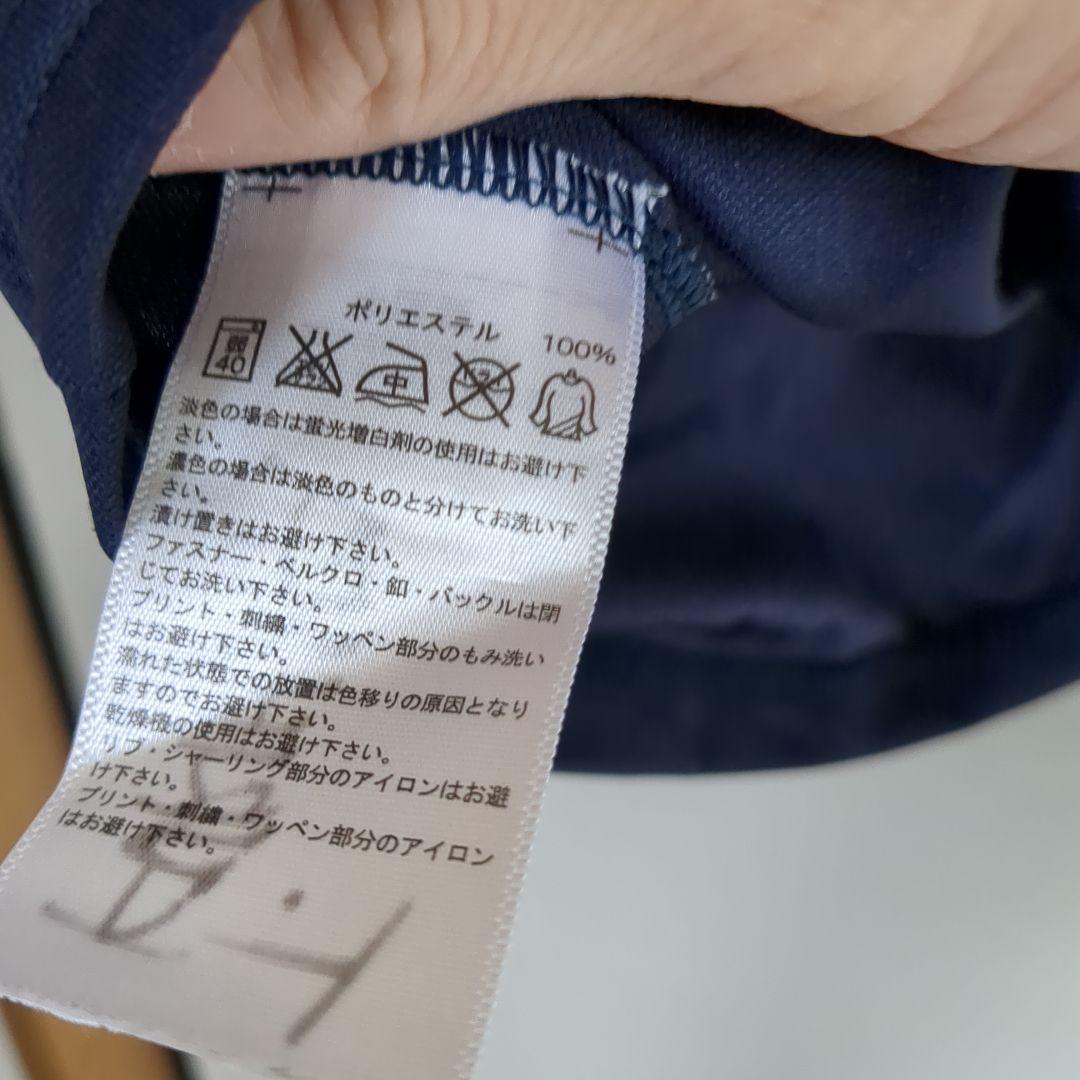 ポリエステル 100%
弱
40
中
淡色の場合は蛍光増白剤の使用はお避け下
さい。
濃色の場合は淡色のものと分けてお洗い下
さい。
漬け置きはお避け下さい。
ファスナー・ベルクロ・釦・バックルは閉
じてお洗い下さい。
プリント・刺繍・ワッペン部分のもみ洗い
はお避け下さい。
濡れた状態での放置は色移りの原因となり
ますのでお避け下さい。
乾燥機の使用はお避け下さい。
リブ・シャーリング部分のアイロンはお避
け下さい。
プリント・刺繍・ワッペン部分のアイロン
はお避け下さい。